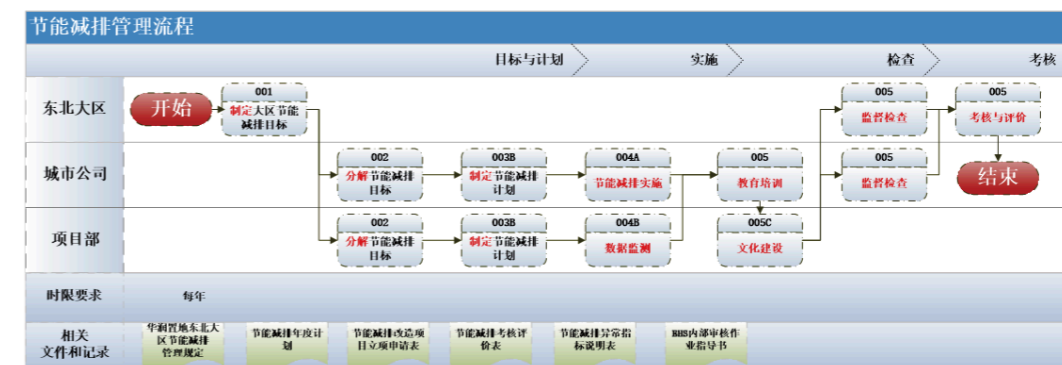 节能减排管理流程
目标与计划
实施
检查
考核
东北大区
开始
001
制定大区节能
减排目标
005
监督检查
005
考核与评价
城市公司
002
分解节能减排
目标
003B
制定节能减排
计划
004A
节能减排实施
005
教育培训
005
监督检查
结束
项目部
002
分解节能减排
目标
003B
制定节能减排
计划
004B
数据监测
005C
文化建设
时限要求
每年
相关
文件和记录
华润置地东北大
区节能减排
管理规定
节能减排年度计
划
节能减排改造项
目立项申请表
节能减排考核评
价表
节能减排异常指
标说明表
EHS内部审核作
业指导书